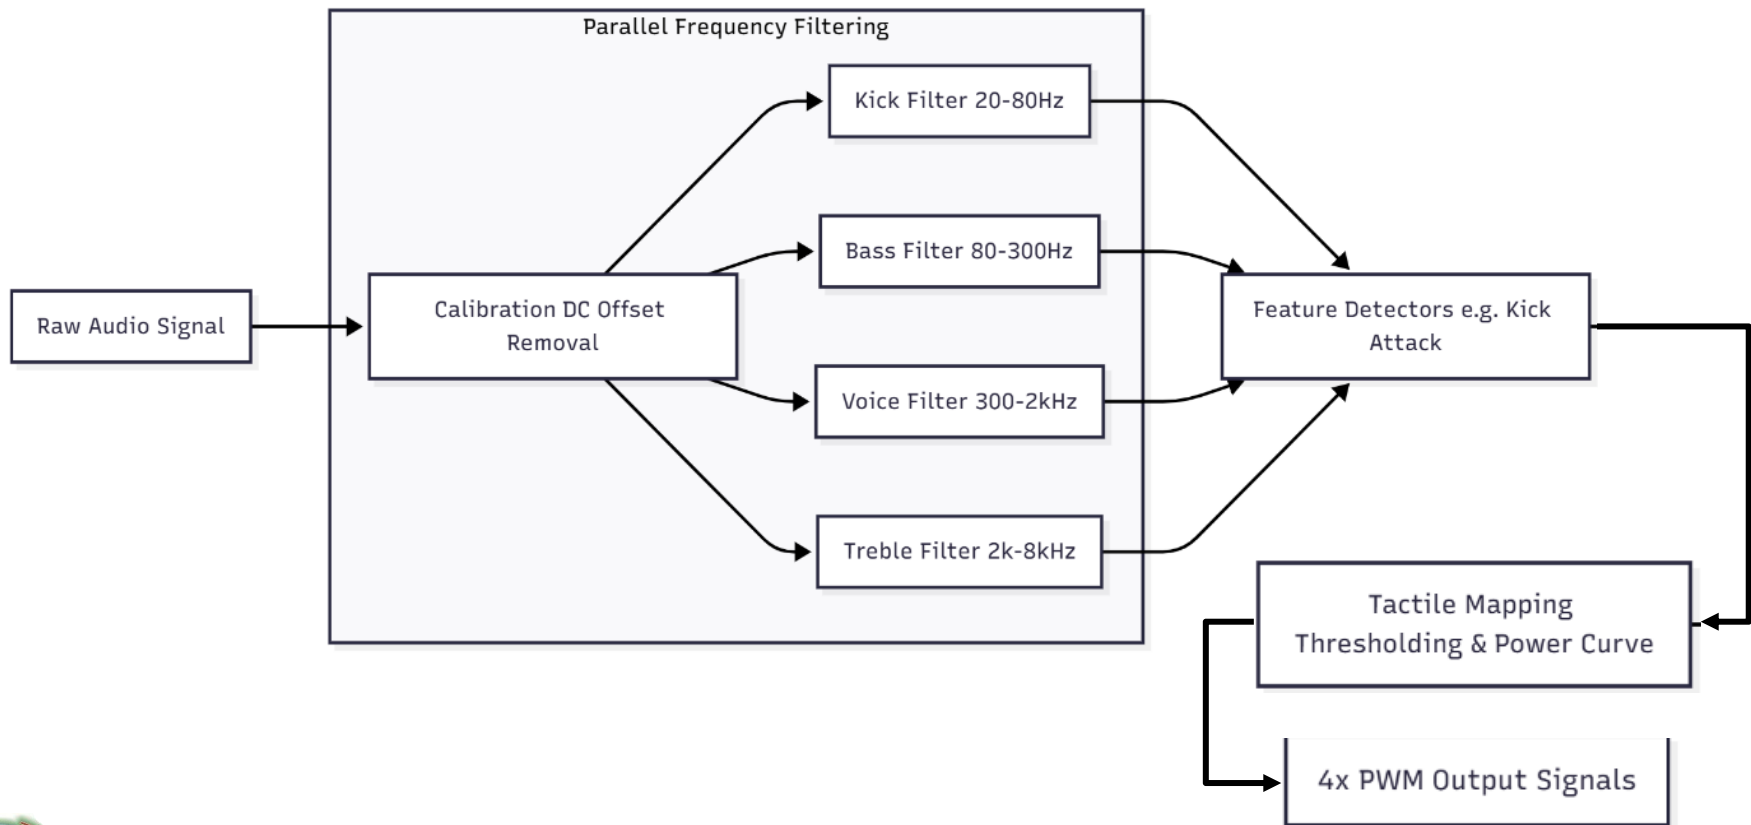 Parallel Frequency Filtering
Kick Filter 20-80Hz
Bass Filter 80-300Hz
Raw Audio Signal
Calibration DC Offset
Removal
Feature Detectors e.g. Kick
Attack
Voice Filter 300-2kHz
Treble Filter 2k-8kHz
Tactile Mapping
Thresholding & Power Curve
4x PWM Output Signals